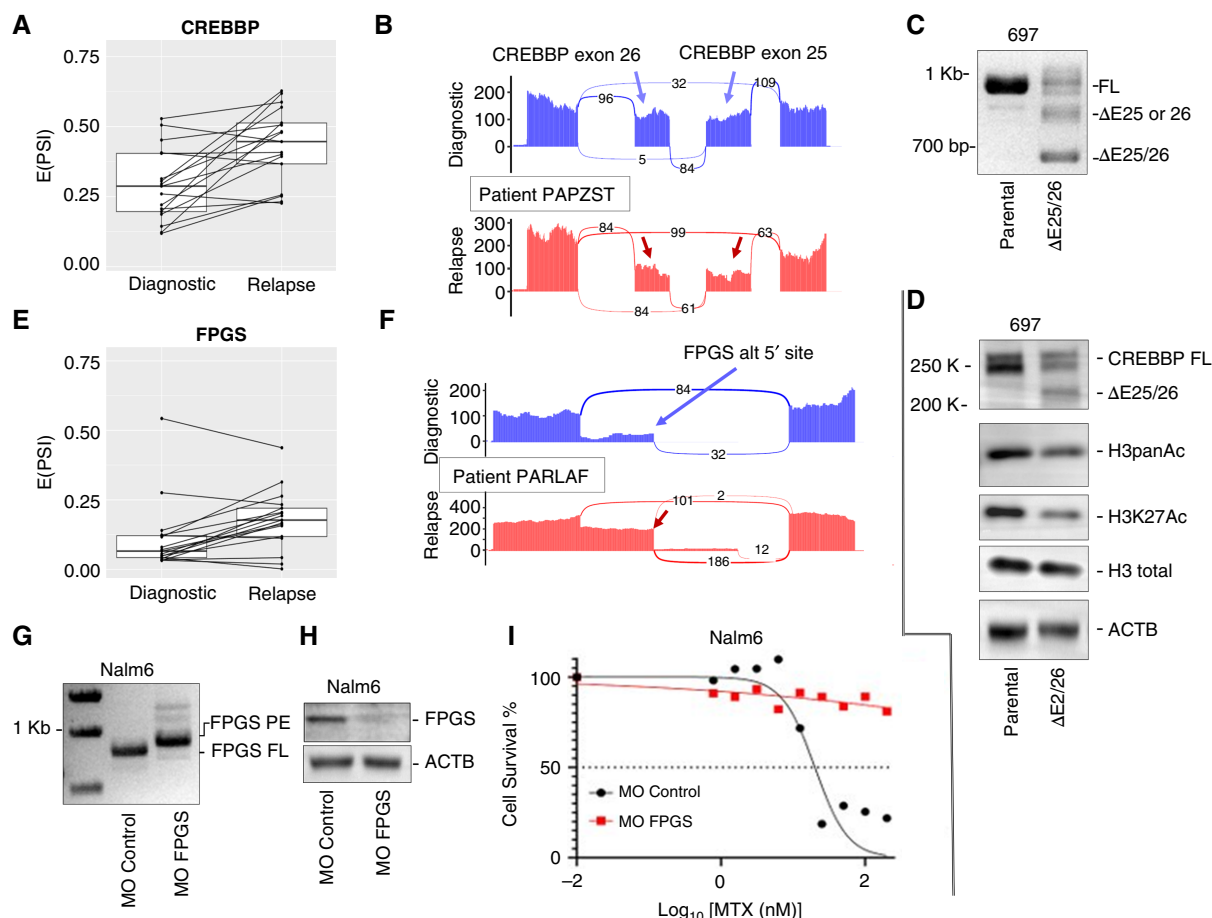 A
CREBBP
0.75
0.50
0.25
0.00
E(PSI)
Diagnostic
Relapse
B
CREBBP exon 26
CREBBP exon 25
32
109
96
5
84
200
100
0
Diagnostic
Patient PAPZST
84
99
63
84
61
300
200
100
0
Relapse
C
697
1 Kb-
700 bp-
-FL
-ΔE25 or 26
-ΔE25/26
Parental
ΔE25/26
D
697
250 K -
200 K-
- CREBBP FL
- ΔE25/26
- H3panAc
- H3K27Ac
- H3 total
- ACTB
Parental
ΔE2/26
E
FPGS
0.75
0.50
0.25
0.00
E(PSI)
Diagnostic
Relapse
F
FPGS alt 5′ site
84
32
200
100
0
Diagnostic
Patient PARLAF
101
2
12
186
400
200
0
Relapse
G
Nalm6
1 Kb -
FPGS PE
- FPGS FL
MO Control
MO FPGS
H
Nalm6
-FPGS
-ACTB
MO Control
MO FPGS
I
Nalm6
100
50
0
Cell Survival %
MO Control
MO FPGS
−2
0
2
Log10 [MTX (nM)]